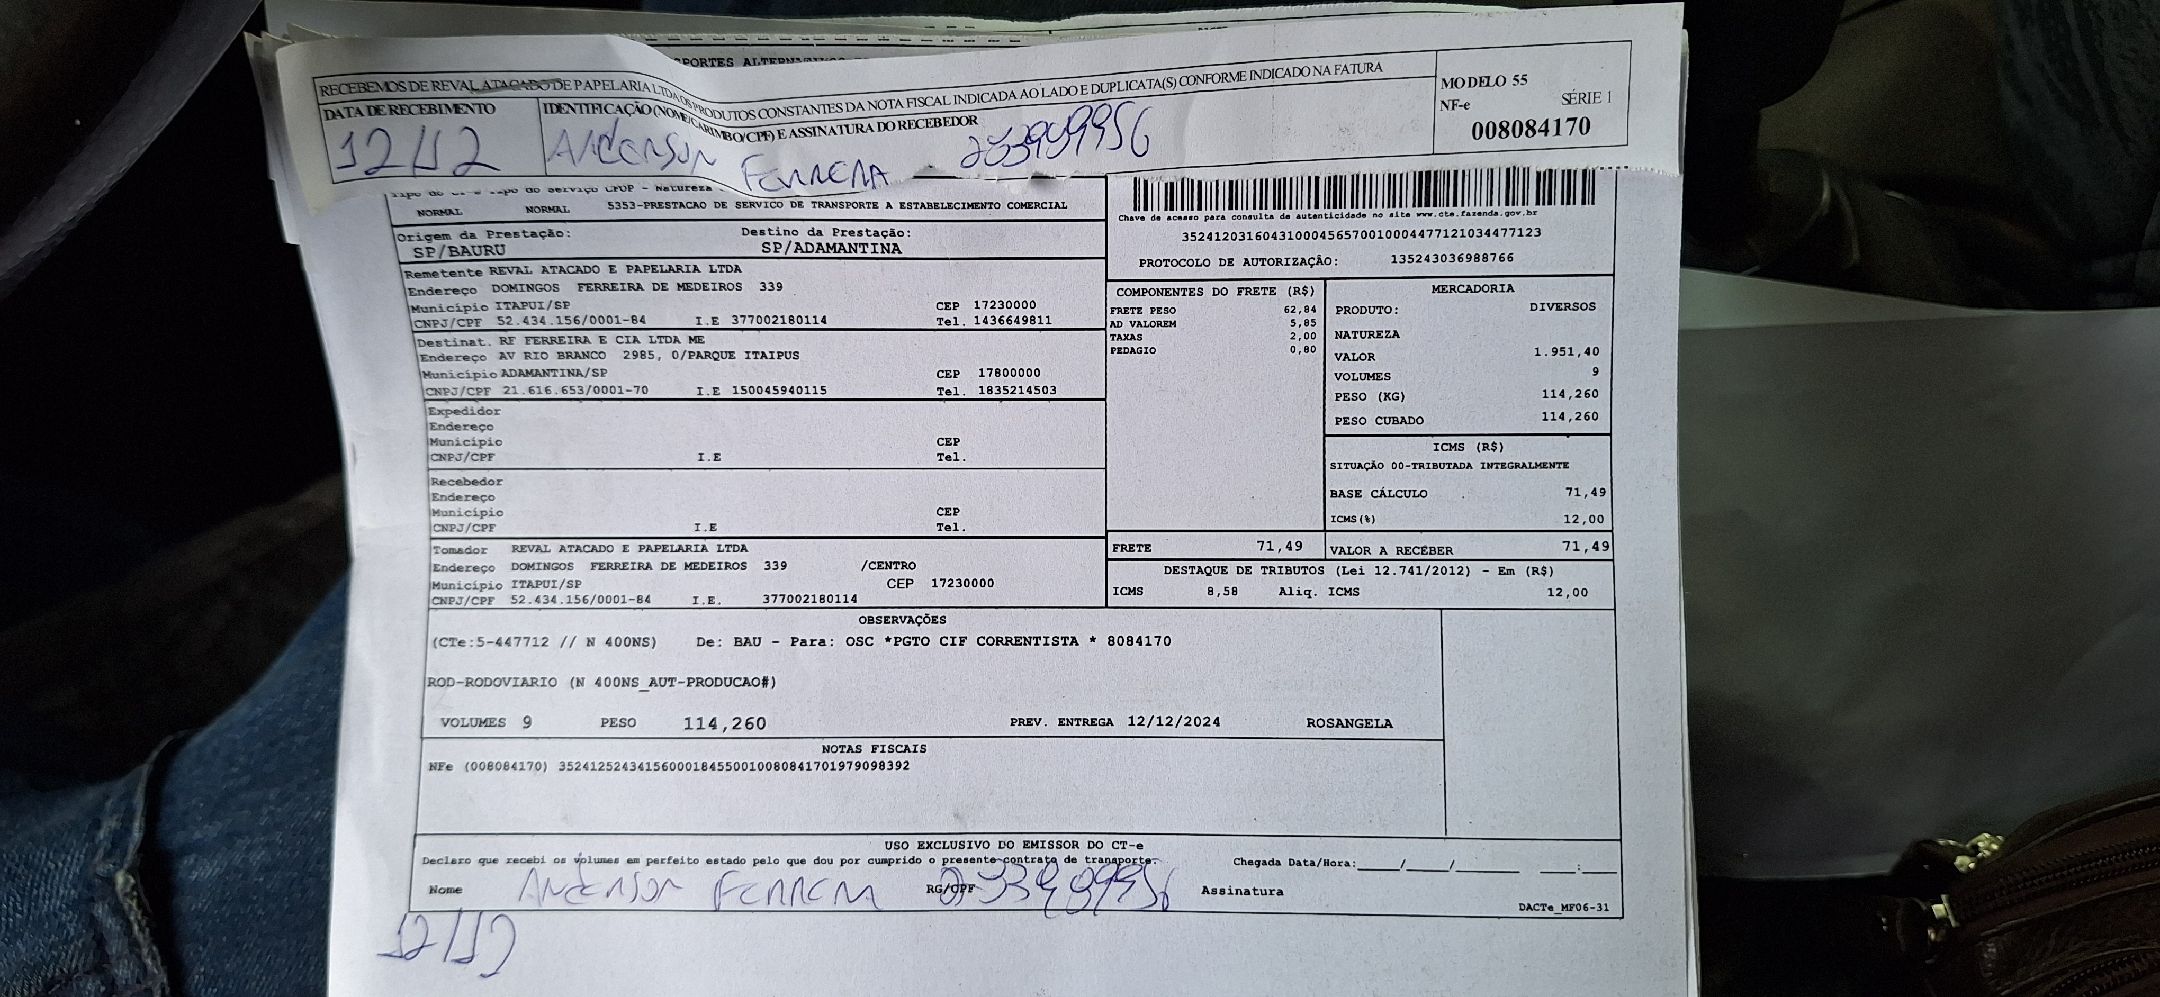 PORTES ALTERN
RECEBEMOS DE REVAL ATACADO DE PAPELARIA LTDA OS PRODUTOS CONSTANTES DA NOTA FISCAL INDICADA AO LADO E DUPLICATA(S) CONFORME INDICADO NA FATURA
DATA DE RECEBIMENTO
IDENTIFICAÇÃO (NOME/CARIMBO/CPF) E ASSINATURA DO RECEBEDOR
MODELO 55
NF-e SÉRIE 1
008084170
12/12 ANDERSON FERREIRA -
NORMAL NORMAL 5353-PRESTACAO DE SERVICO DE TRANSPORTE A ESTABELECIMENTO COMERCIAL
Chave de acesso para consulta de autenticidade no site www.cte.fazenda.gov.br
35241203160431000456570010004477121034477123
PROTOCOLO DE AUTORIZAÇÂO: 135243036988766
Origem da Prestação: Destino da Prestação:
SP/BAURU SP/ADAMANTINA
Remetente REVAL ATACADO E PAPELARIA LTDA
Endereço DOMINGOS FERREIRA DE MEDEIROS 339
Município ITAPUI/SP CEP 17230000
CNPJ/CPF 52.434.156/0001-84 I.E 377002180114 Tel. 1436649811
Destinat. RF FERREIRA E CIA LTDA ME
Endereço AV RIO BRANCO 2985, 0/PARQUE ITAIPUS
Município ADAMANTINA/SP CEP 17800000
CNPJ/CPF 21.616.653/0001-70 I.E 150045940115 Tel. 1835214503
Expedidor
Endereço
Município CEP
CNPJ/CPF I.E Tel.
Recebedor
Endereço
Município CEP
CNPJ/CPF I.E Tel.
Tomador REVAL ATACADO E PAPELARIA LTDA
Endereço DOMINGOS FERREIRA DE MEDEIROS 339 /CENTRO
Município ITAPUI/SP CEP 17230000
CNPJ/CPF 52.434.156/0001-84 I.E. 377002180114
COMPONENTES DO FRETE (R$)
FRETE PESO 62,84
AD VALOREM 5,85
TAXAS 2,00
PEDAGIO 0,80
MERCADORIA
PRODUTO: DIVERSOS
NATUREZA
VALOR 1.951,40
VOLUMES 9
PESO (KG) 114,260
PESO CUBADO 114,260
ICMS (R$)
SITUAÇÃO 00-TRIBUTADA INTEGRALMENTE
BASE CÁLCULO 71,49
ICMS(%) 12,00
FRETE 71,49 VALOR A RECEBER 71,49
DESTAQUE DE TRIBUTOS (Lei 12.741/2012) - Em (R$)
ICMS 8,58 Aliq. ICMS 12,00
OBSERVAÇÕES
(CTe:5-447712 // N 400NS) De: BAU - Para: OSC *PGTO CIF CORRENTISTA * 8084170
ROD-RODOVIARIO (N 400NS_AUT-PRODUCAO#)
VOLUMES 9 PESO 114,260 PREV. ENTREGA 12/12/2024 ROSANGELA
NOTAS FISCAIS
NFe (008084170) 35241252434156000184550010080841701979098392
USO EXCLUSIVO DO EMISSOR DO CT-e
Declaro que recebi os volumes em perfeito estado pelo que dou por cumprido o presente contrato de transporte. Chegada Data/Hora:____/____/______ ___:___
Nome ANDERSON FERREIRA RG/CPF Assinatura
DACTe_MF06-31
12/12